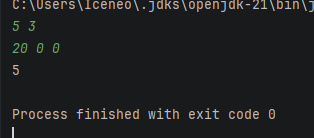 C:\Users\Iceneo\.jdks\openjdk-21\bin\j
5 3
20 0 0
5
Process finished with exit code 0